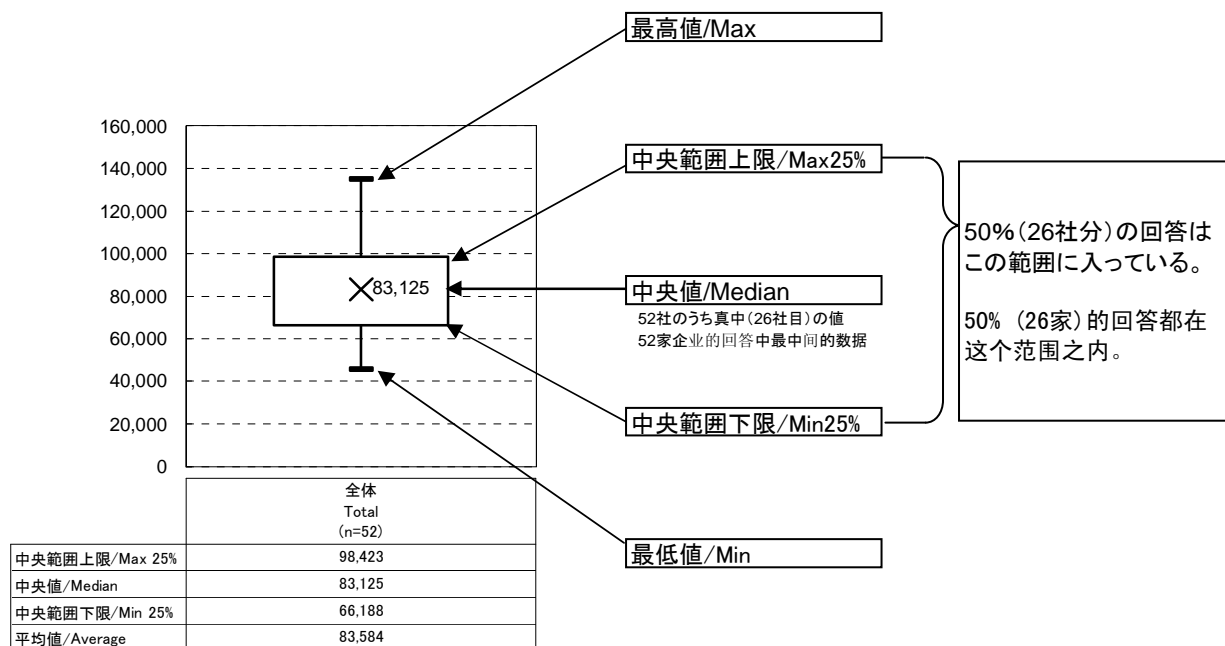 最高値/Max
160,000
140,000
120,000
100,000
80,000
60,000
40,000
20,000
0
83,125
中央範囲上限/Max25%
中央値/Median
52社のうち真中(26社目)の値
52家企业的回答中最中间的数据
中央範囲下限/Min25%
最低値/Min
50%(26社分)の回答は
この範囲に入っている。
50% (26家)的回答都在
这个范围之内。
全体
Total
(n=52)
中央範囲上限/Max 25% 98,423
中央値/Median 83,125
中央範囲下限/Min 25% 66,188
平均値/Average 83,584